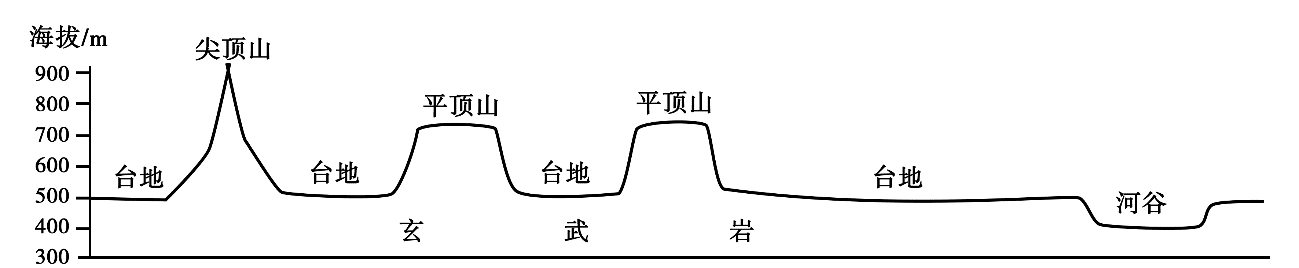 海拔/m
尖顶山
900
800
平顶山
平顶山
700
600
台地
台地
台地
台地
500
河谷
400
玄武岩
300